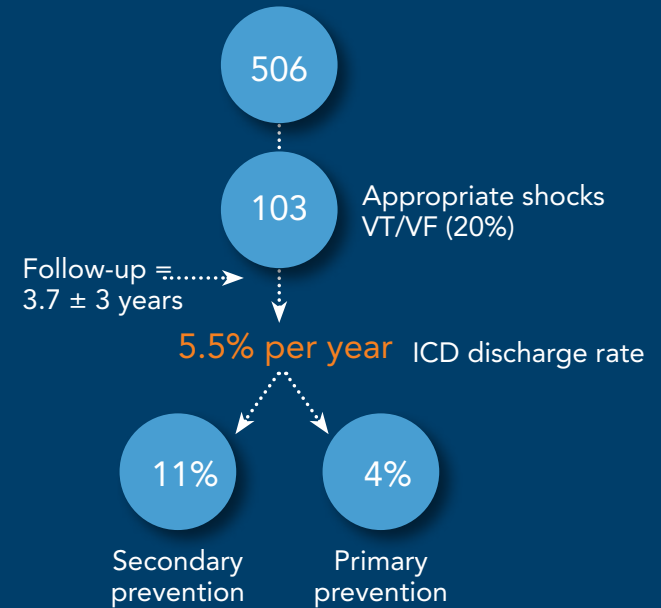 506
103
Appropriate shocks
VT/VF (20%)
Follow-up =
3.7 ± 3 years
5.5% per year
ICD discharge rate
11%
4%
Secondary
prevention
Primary
prevention